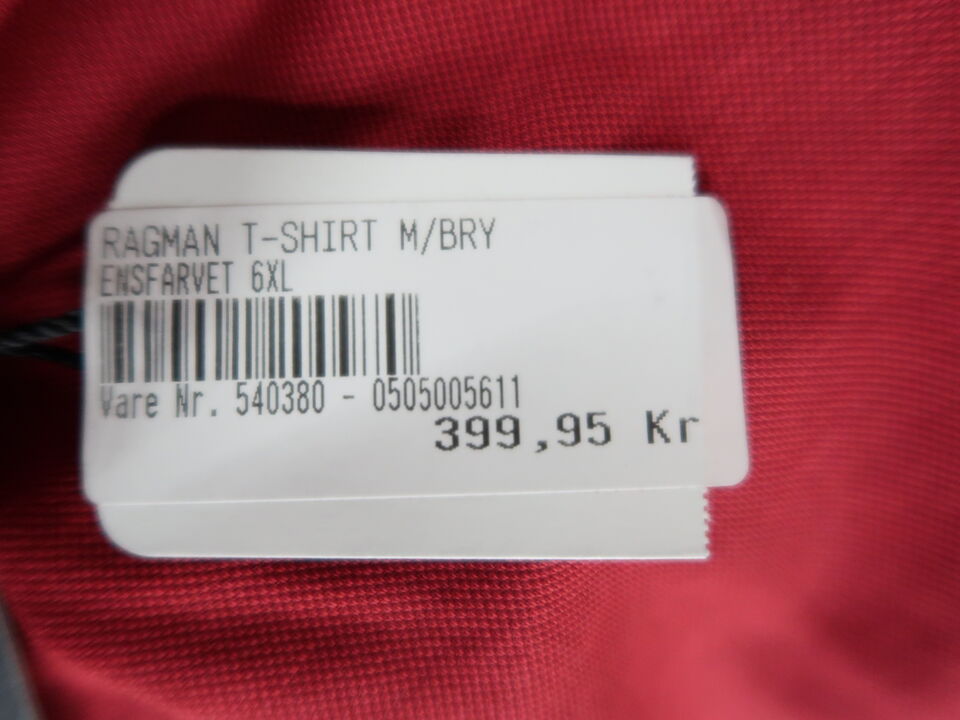 RAGMAN T-SHIRT M/BRY
ENSFARVET 6XL
Vare Nr. 540380 - 0505005611
399,95 Kr